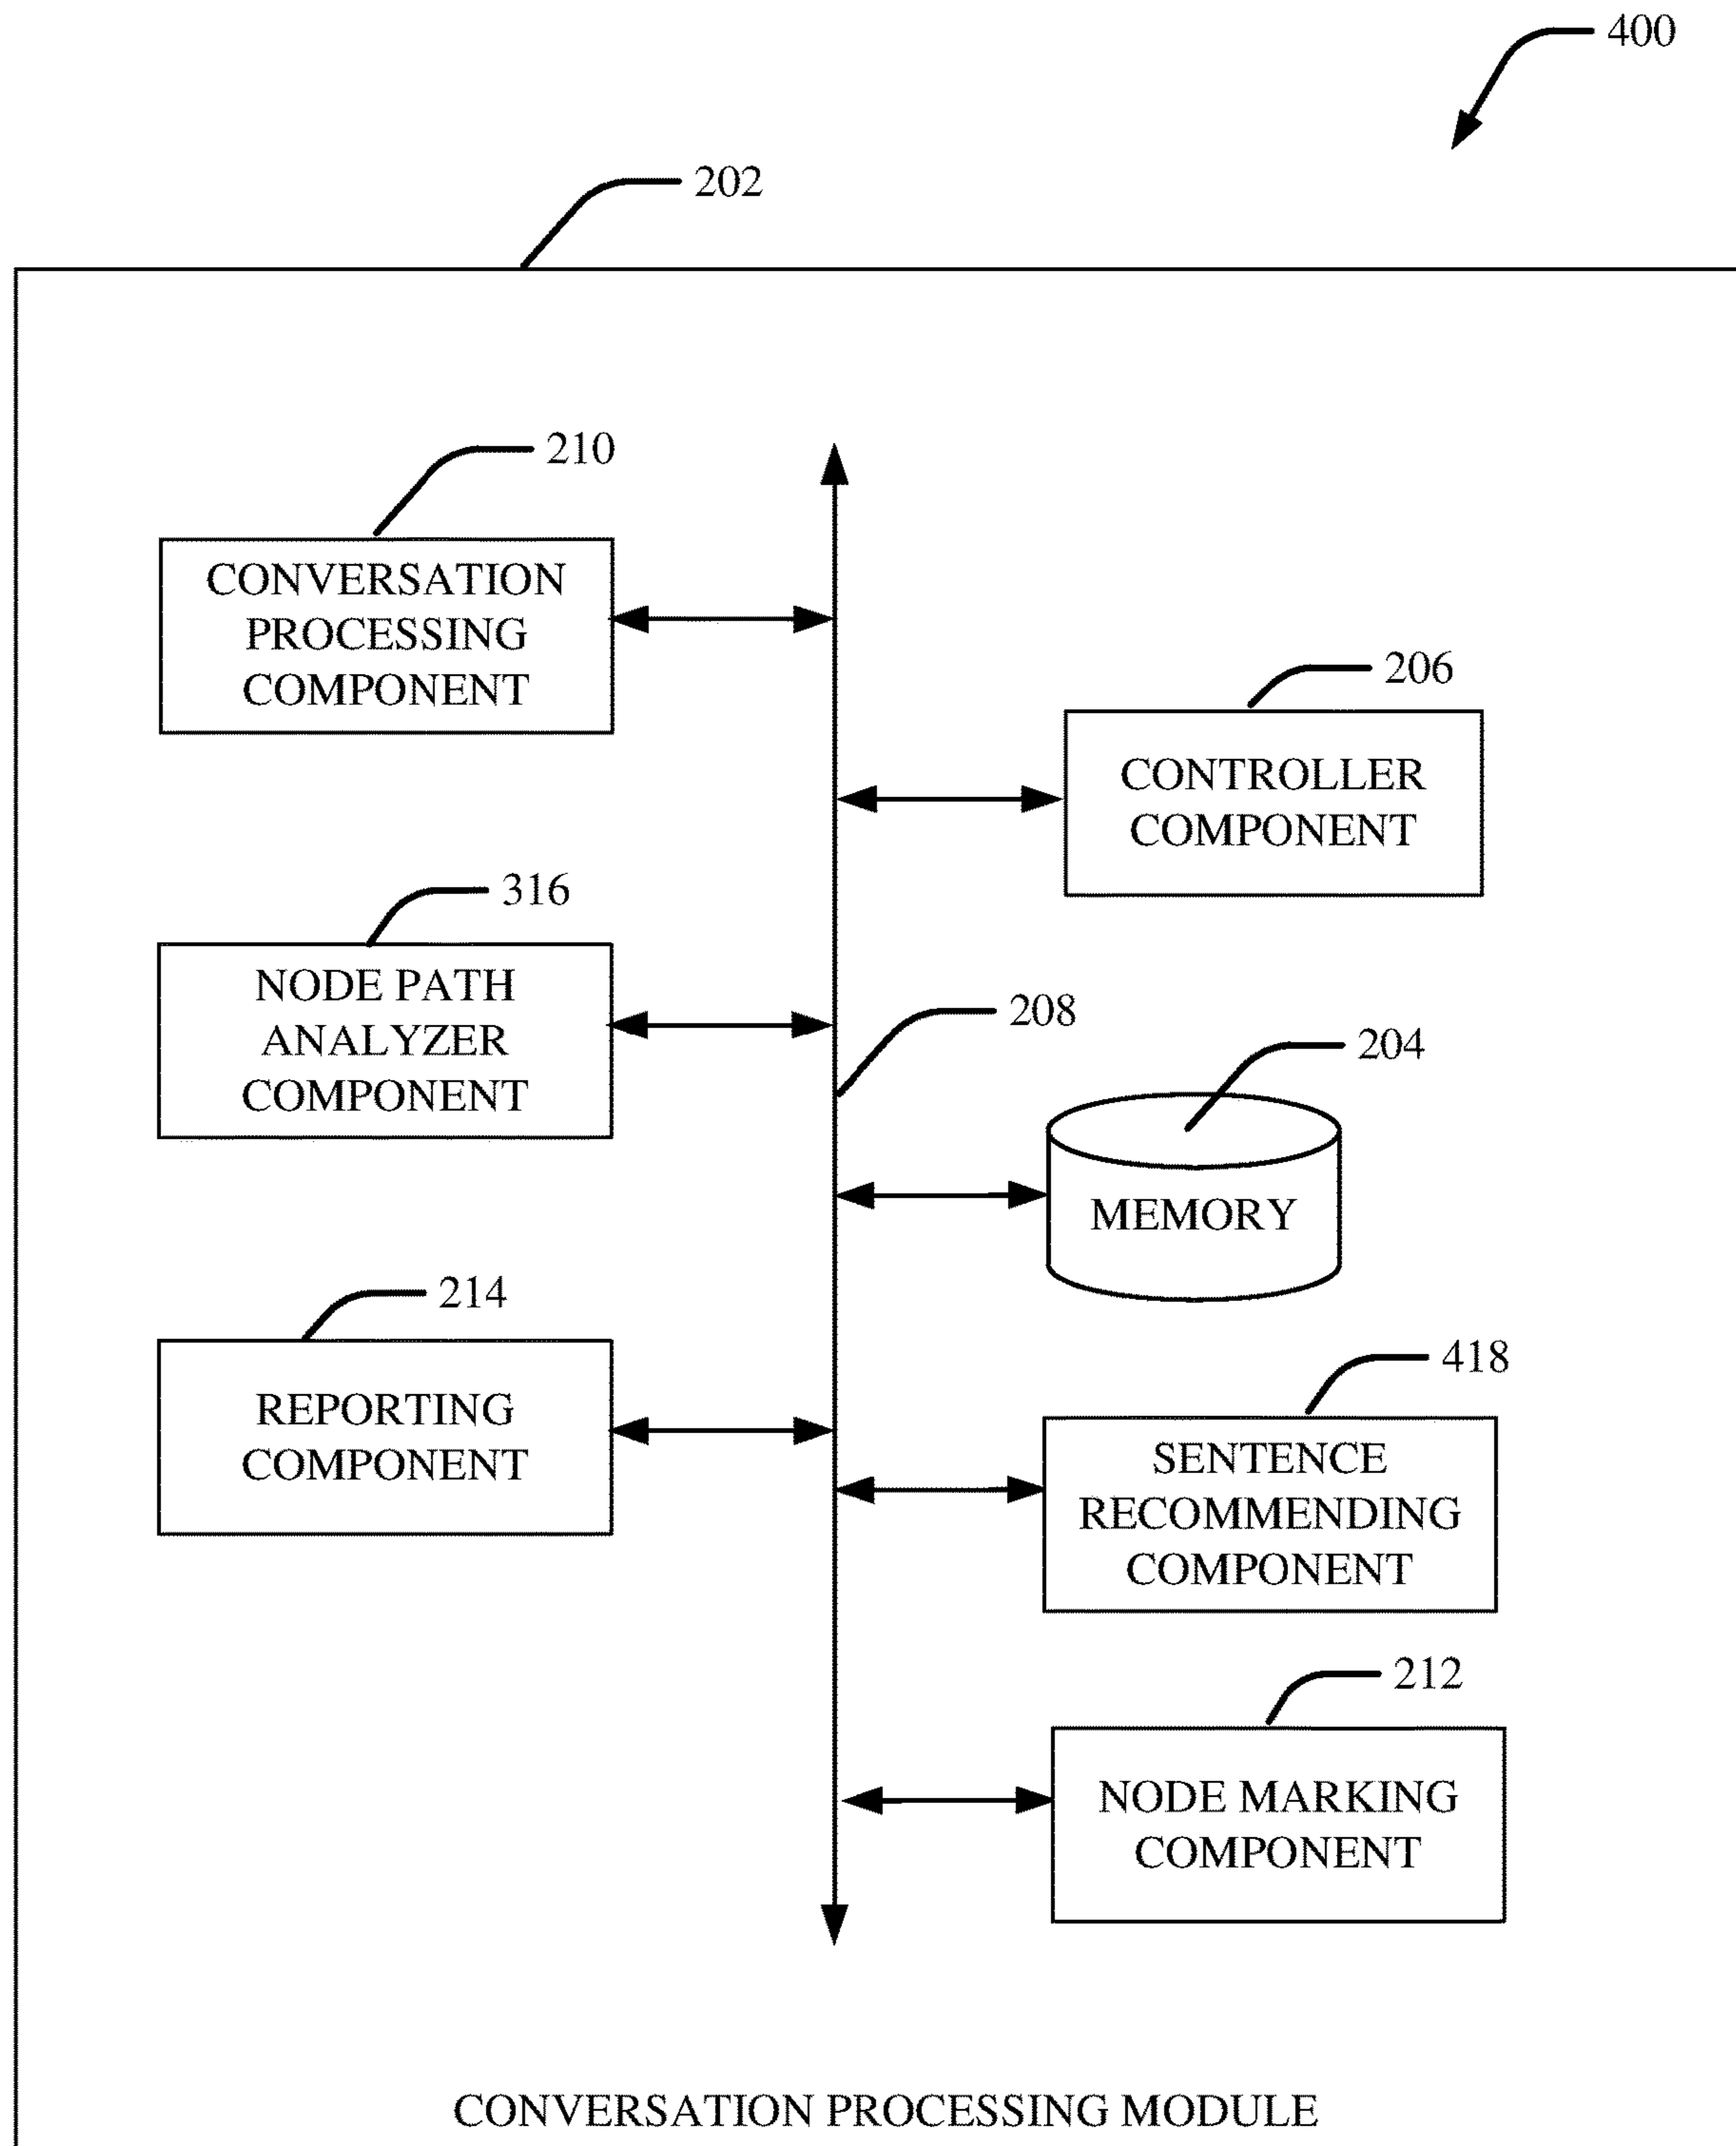 400
202
210
CONVERSATION
PROCESSING
COMPONENT
206
CONTROLLER
COMPONENT
316
NODE PATH
ANALYZER
COMPONENT
208
204
MEMORY
214
REPORTING
COMPONENT
418
SENTENCE
RECOMMENDING
COMPONENT
212
NODE MARKING
COMPONENT
CONVERSATION PROCESSING MODULE